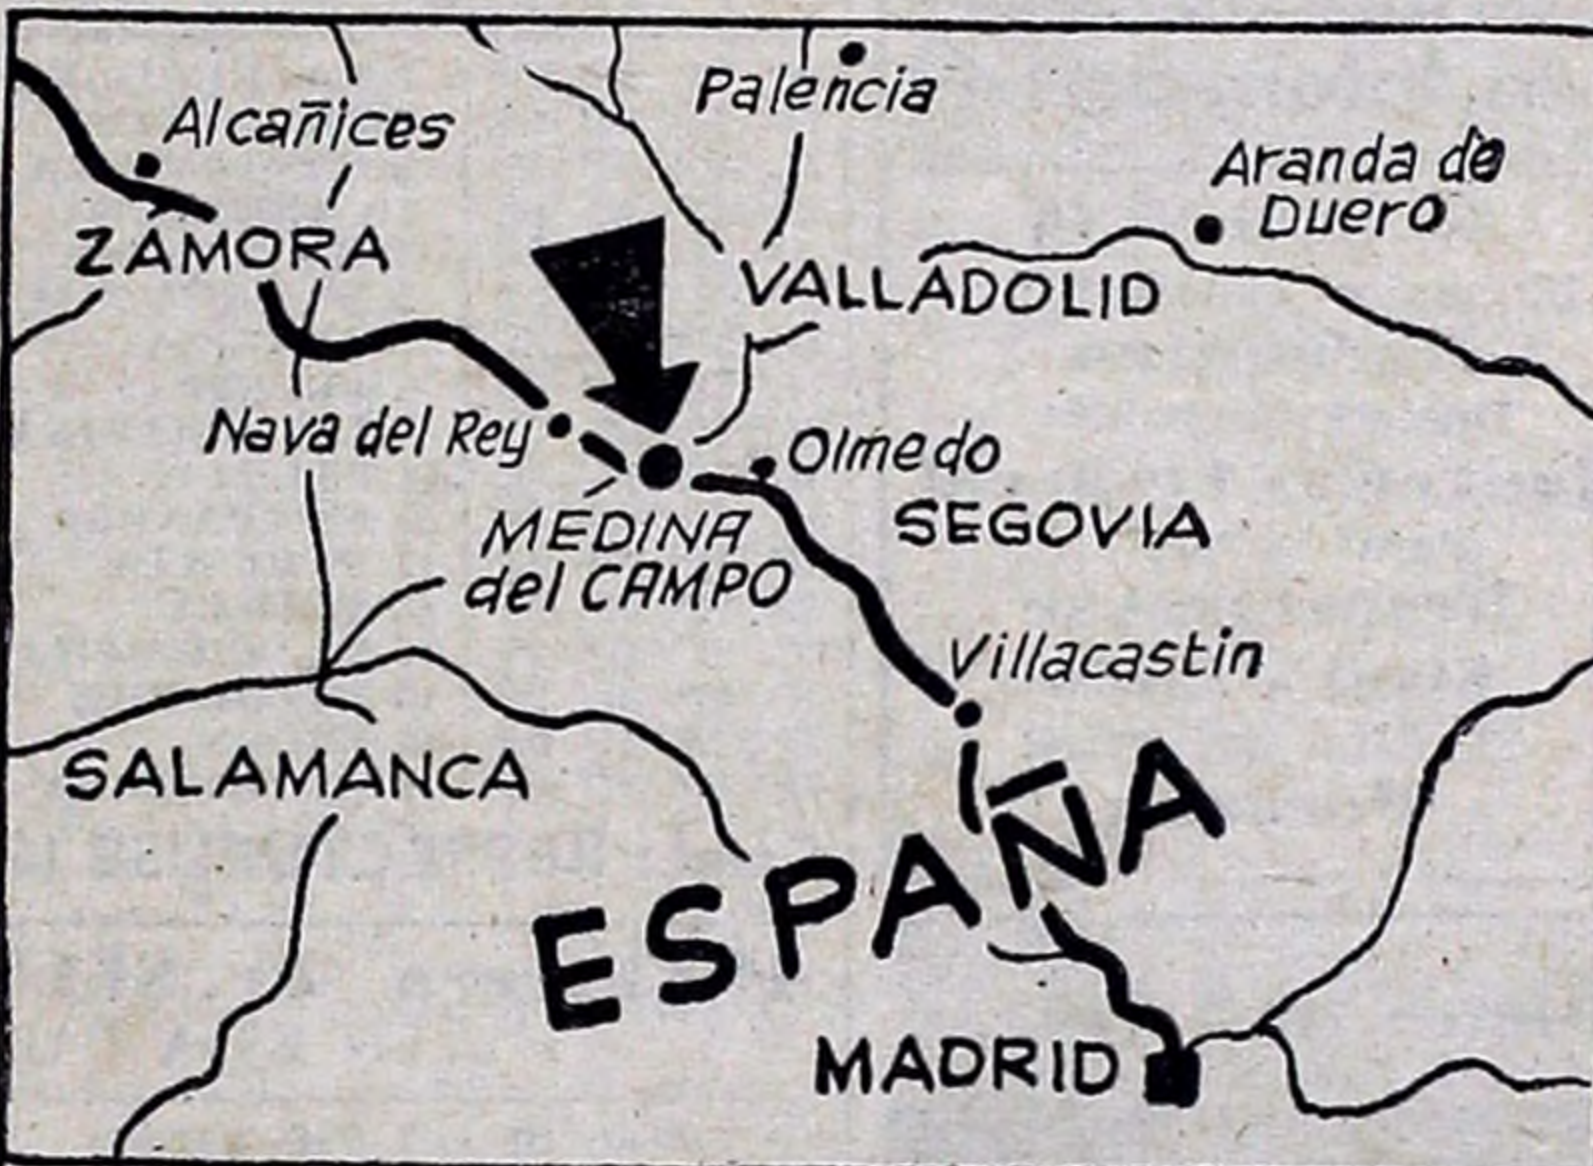 Palencia
Alcañices
Aranda de
Duero
ZAMORA
VALLADOLID
Nava del Rey
Olmedo
MEDINA
del CAMPO
SEGOVIA
Villacastin
SALAMANCA
ESPAÑA
MADRID